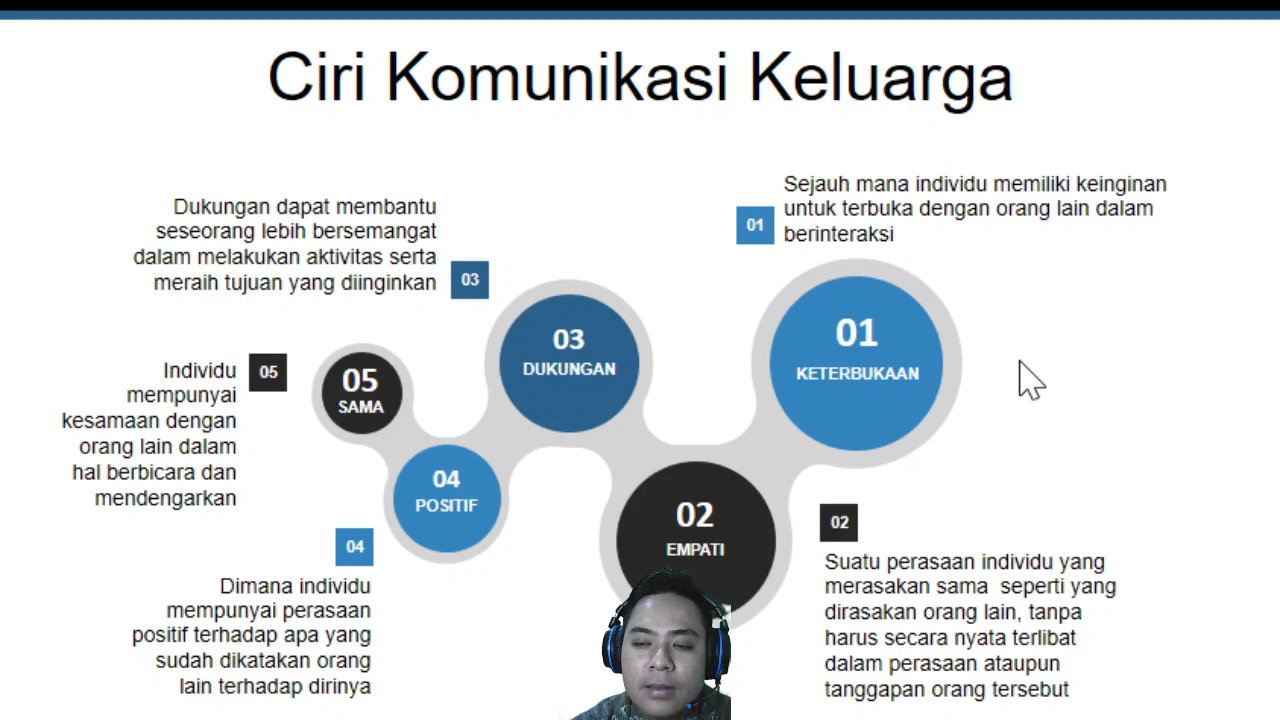 Ciri Komunikasi Keluarga
Sejauh mana individu memiliki keinginan
untuk terbuka dengan orang lain dalam
berinteraksi
01
01
KETERBUKAAN
02
EMPATI
02
Suatu perasaan individu yang
merasakan sama  seperti yang
dirasakan orang lain, tanpa
harus secara nyata terlibat
dalam perasaan ataupun
tanggapan orang tersebut
Dukungan dapat membantu
seseorang lebih bersemangat
dalam melakukan aktivitas serta
meraih tujuan yang diinginkan
03
03
DUKUNGAN
04
POSITIF
04
Dimana individu
mempunyai perasaan
positif terhadap apa yang
sudah dikatakan orang
lain terhadap dirinya
05
SAMA
05
Individu
mempunyai
kesamaan dengan
orang lain dalam
hal berbicara dan
mendengarkan